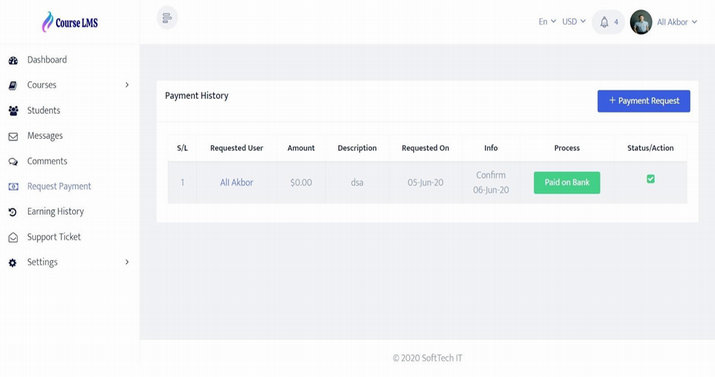 Course LMS
En
USD
4
Ali Akbor
Dashboard
Courses
Students
Messages
Comments
Request Payment
Earning History
Support Ticket
Settings
Payment History
+ Payment Request
S/L Requested User Amount Description Requested On Info Process Status/Action
1 Ali Akbor $0.00 dsa 05-Jun-20 Confirm 06-Jun-20 Paid on Bank
© 2020 SoftTech IT